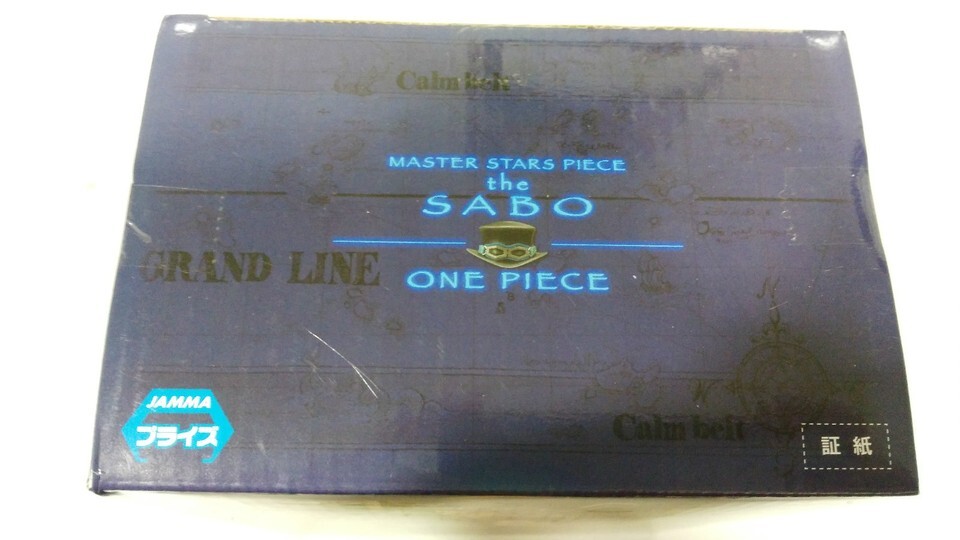 Calm belt
MASTER STARS PIECE
the
SABO
GRAND LINE
ONE PIECE
N
JAMMA
プライズ
Calm belt
証紙